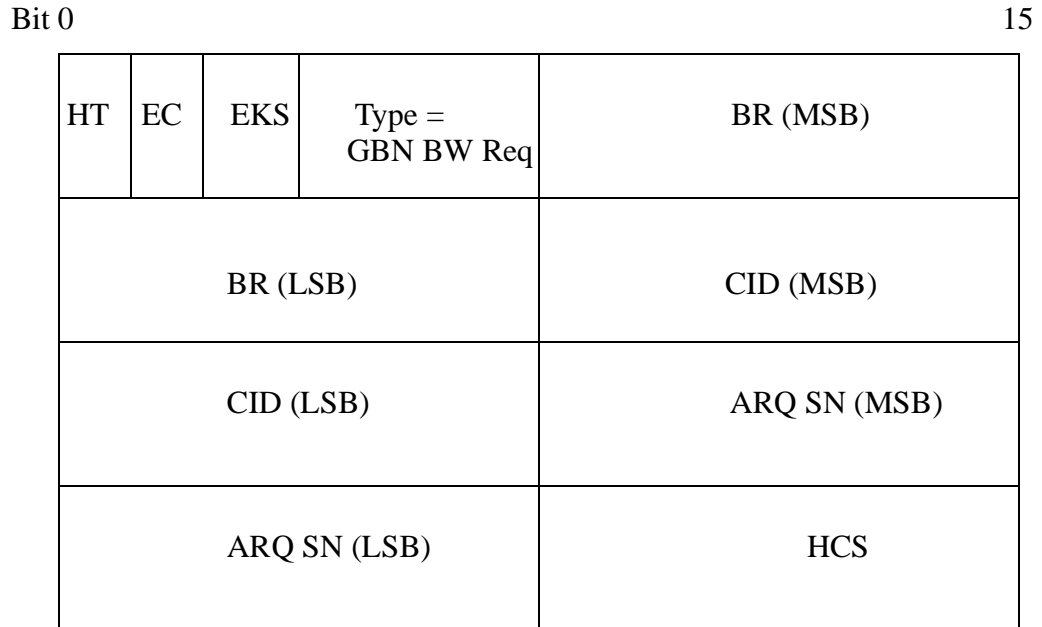 Bit 0 15
HT EC EKS Type =
GBN BW Req BR (MSB)
BR (LSB) CID (MSB)
CID (LSB) ARQ SN (MSB)
ARQ SN (LSB) HCS